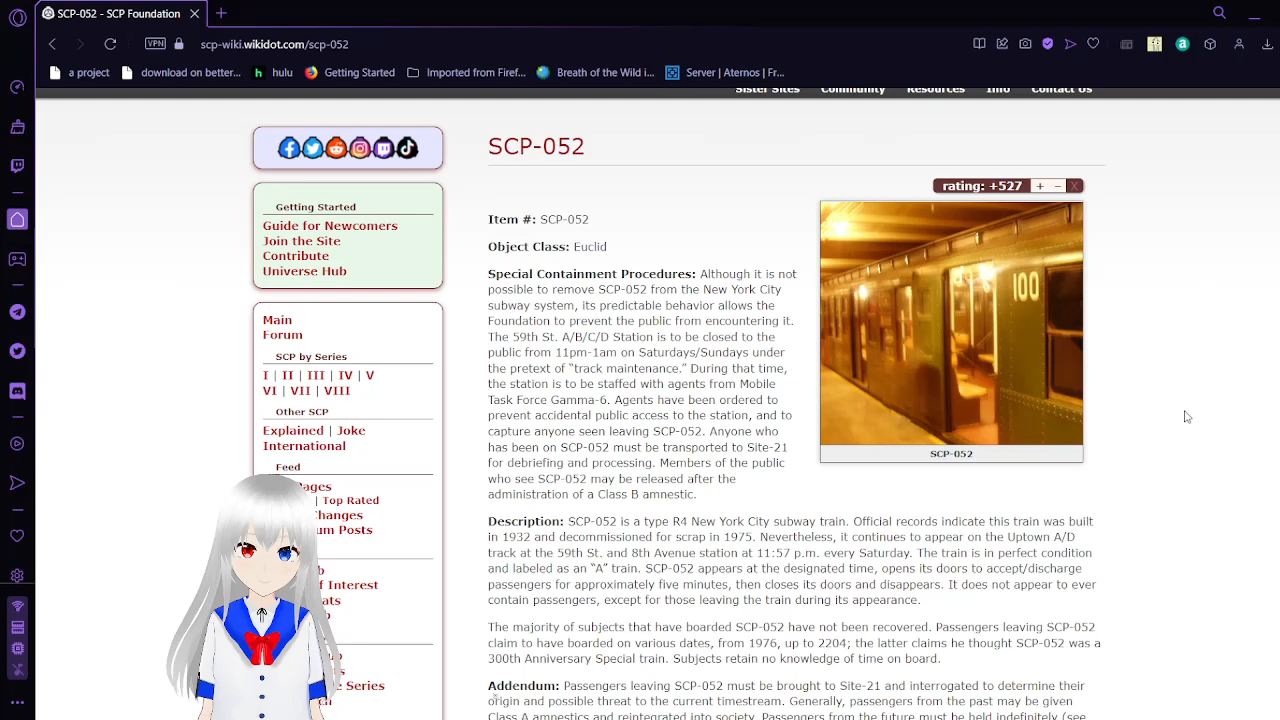 SCP-052 - SCP Foundation
VPN
scp-wiki.wikidot.com/scp-052
a project
download on better...
hulu
Getting Started
Imported from Firef...
Breath of the Wild i...
Server | Aternos | Fr...
Sister Sites
Community
Resources
Info
Contact Us
Getting Started
Guide for Newcomers
Join the Site
Contribute
Universe Hub
Main
Forum
SCP by Series
I | II | III | IV | V
VI | VII | VIII
Other SCP
Explained | Joke
International
Feed
Pages
| Top Rated
Changes
um Posts
b
of Interest
ats
e Series
SCP-052
rating: +527 + − X
Item #: SCP-052
Object Class: Euclid
Special Containment Procedures: Although it is not
possible to remove SCP-052 from the New York City
subway system, its predictable behavior allows the
Foundation to prevent the public from encountering it.
The 59th St. A/B/C/D Station is to be closed to the
public from 11pm-1am on Saturdays/Sundays under
the pretext of “track maintenance.” During that time,
the station is to be staffed with agents from Mobile
Task Force Gamma-6. Agents have been ordered to
prevent accidental public access to the station, and to
capture anyone seen leaving SCP-052. Anyone who
has been on SCP-052 must be transported to Site-21
for debriefing and processing. Members of the public
who see SCP-052 may be released after the
administration of a Class B amnestic.
100
SCP-052
Description: SCP-052 is a type R4 New York City subway train. Official records indicate this train was built
in 1932 and decommissioned for scrap in 1975. Nevertheless, it continues to appear on the Uptown A/D
track at the 59th St. and 8th Avenue station at 11:57 p.m. every Saturday. The train is in perfect condition
and labeled as an “A” train. SCP-052 appears at the designated time, opens its doors to accept/discharge
passengers for approximately five minutes, then closes its doors and disappears. It does not appear to ever
contain passengers, except for those leaving the train during its appearance.
The majority of subjects that have boarded SCP-052 have not been recovered. Passengers leaving SCP-052
claim to have boarded on various dates, from 1976, up to 2204; the latter claims he thought SCP-052 was a
300th Anniversary Special train. Subjects retain no knowledge of time on board.
Addendum: Passengers leaving SCP-052 must be brought to Site-21 and interrogated to determine their
origin and possible threat to the current timestream. Generally, passengers from the past may be given
Class A amnestics and reintegrated into society. Passengers from the future must be held indefinitely (see